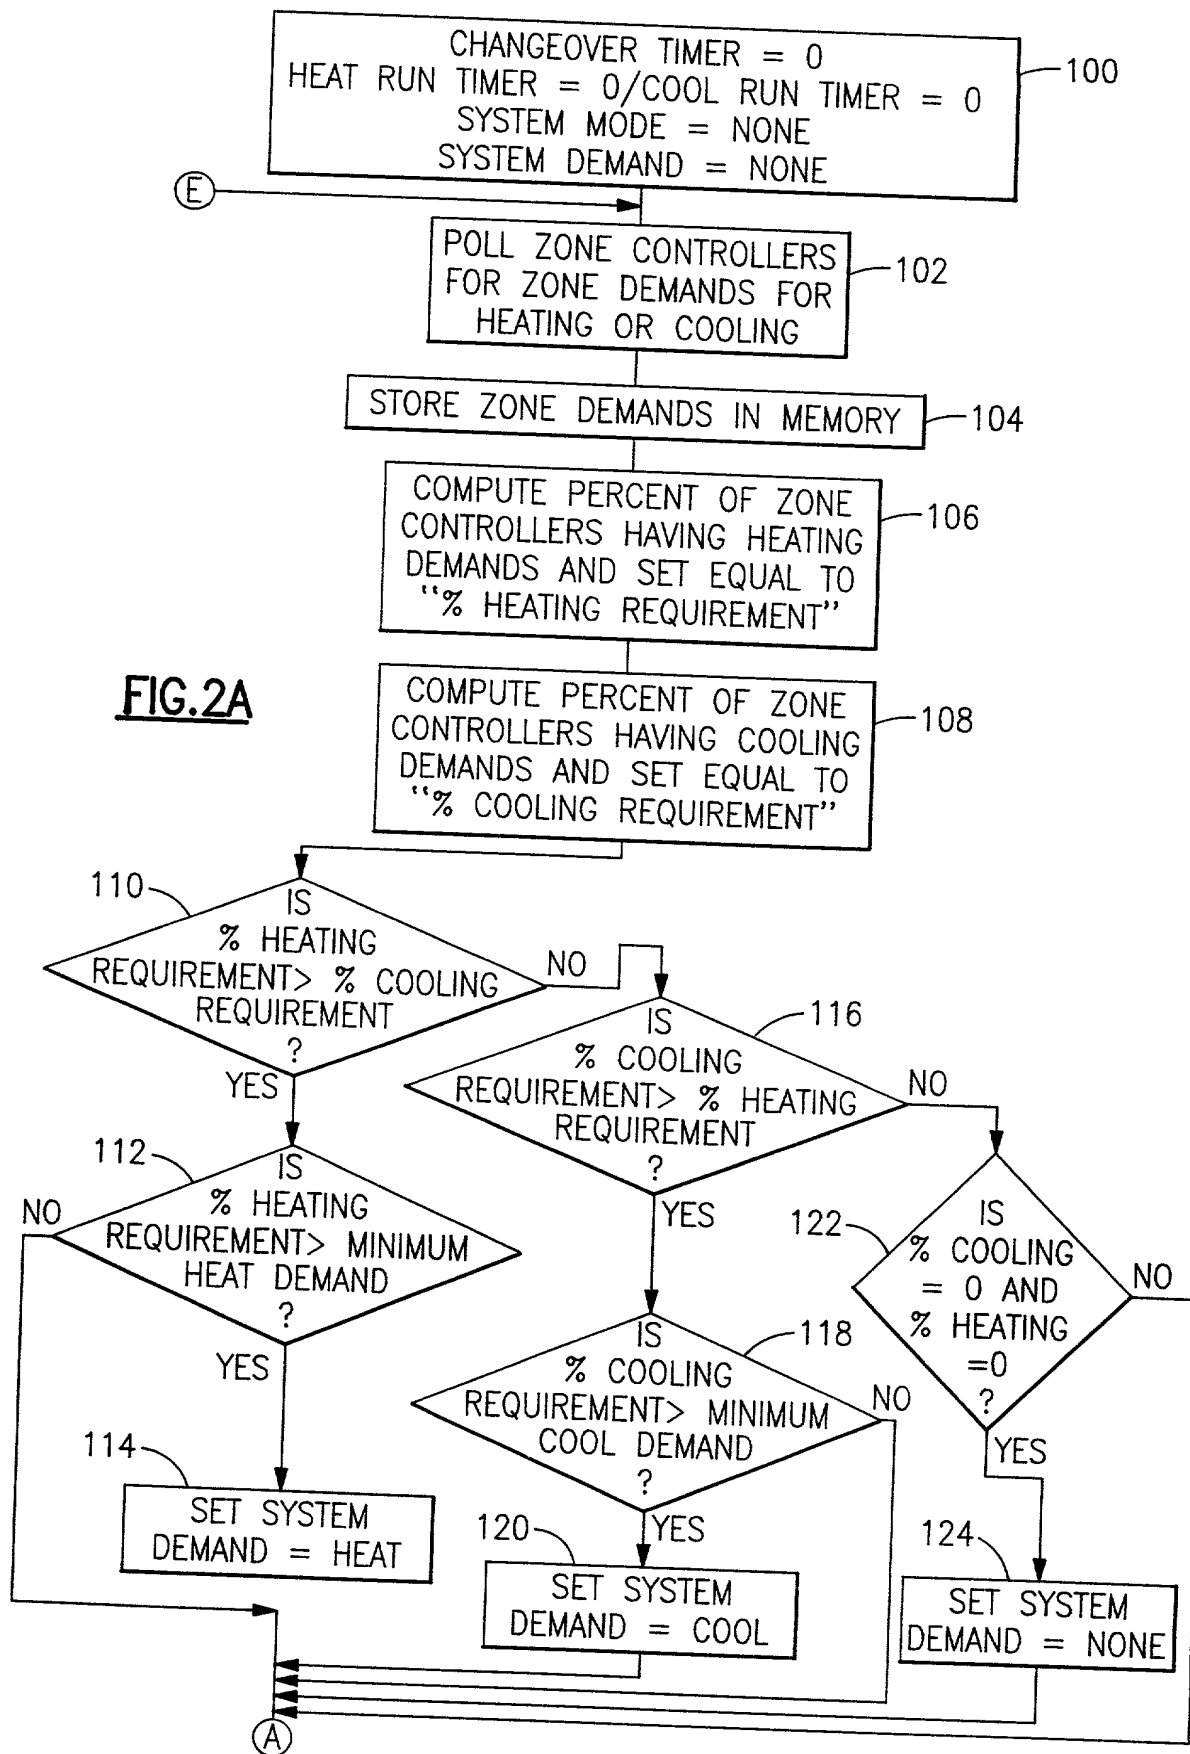 CHANGEOVER TIMER = 0
HEAT RUN TIMER = 0/COOL RUN TIMER = 0
SYSTEM MODE = NONE
SYSTEM DEMAND = NONE
100
E
POLL ZONE CONTROLLERS
FOR ZONE DEMANDS FOR
HEATING OR COOLING
102
STORE ZONE DEMANDS IN MEMORY
104
COMPUTE PERCENT OF ZONE
CONTROLLERS HAVING HEATING
DEMANDS AND SET EQUAL TO
“% HEATING REQUIREMENT”
106
FIG.2A
COMPUTE PERCENT OF ZONE
CONTROLLERS HAVING COOLING
DEMANDS AND SET EQUAL TO
“% COOLING REQUIREMENT”
108
110
IS
% HEATING
REQUIREMENT> % COOLING
REQUIREMENT
?
NO
YES
116
IS
% COOLING
REQUIREMENT> % HEATING
REQUIREMENT
?
NO
YES
112
IS
% HEATING
REQUIREMENT> MINIMUM
HEAT DEMAND
?
NO
YES
122
IS
% COOLING
= 0 AND
% HEATING
=0
?
NO
YES
118
IS
% COOLING
REQUIREMENT> MINIMUM
COOL DEMAND
?
NO
YES
114
SET SYSTEM
DEMAND = HEAT
120
SET SYSTEM
DEMAND = COOL
124
SET SYSTEM
DEMAND = NONE
A